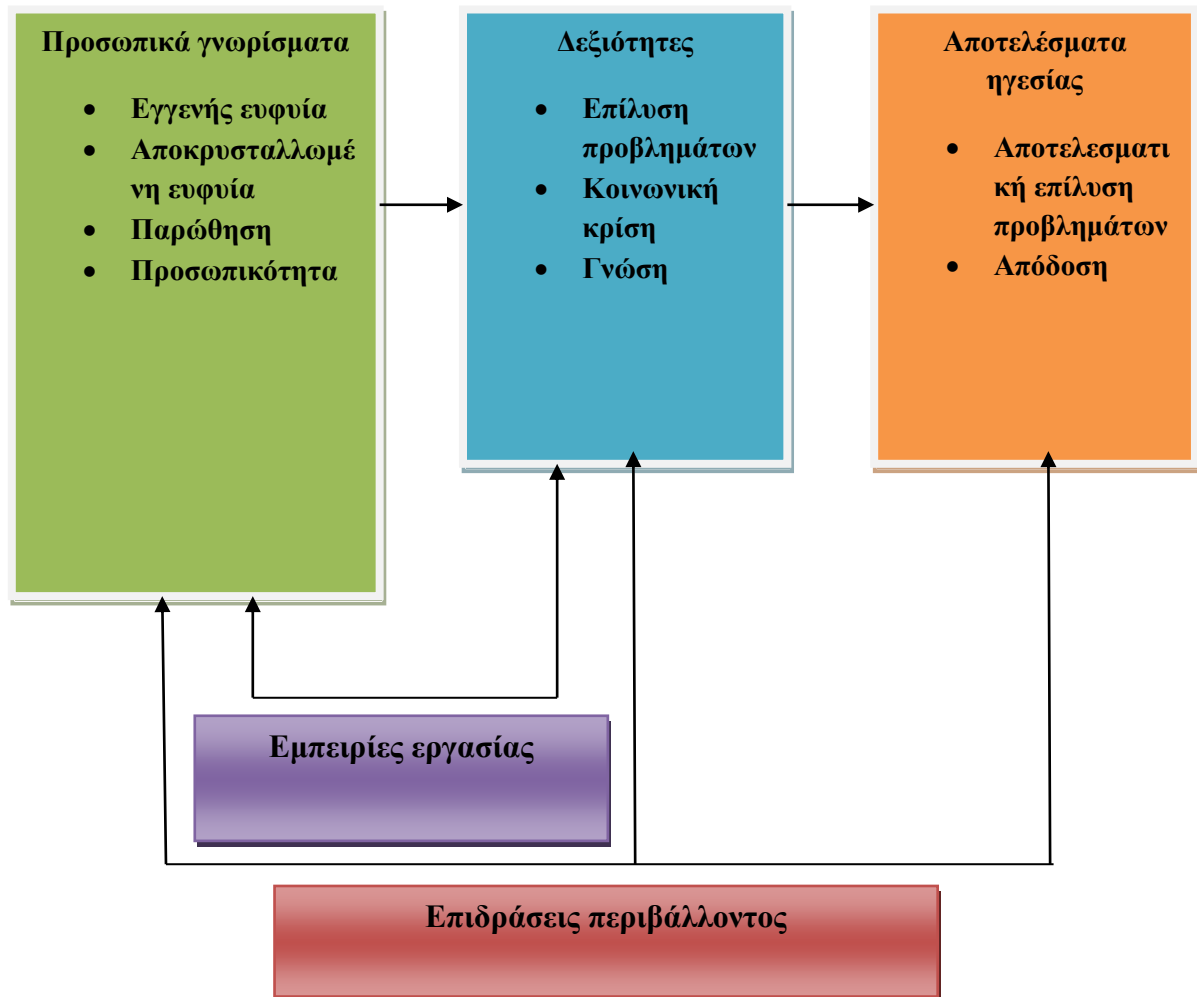 Προσωπικά γνωρίσματα
• Εγγενής ευφυία
• Αποκρυσταλλωμέ
νη ευφυία
• Παρώθηση
• Προσωπικότητα
Δεξιότητες
• Επίλυση
προβλημάτων
• Κοινωνική
κρίση
• Γνώση
Αποτελέσματα
ηγεσίας
• Αποτελεσματι
κή επίλυση
προβλημάτων
• Απόδοση
Εμπειρίες εργασίας
Επιδράσεις περιβάλλοντος